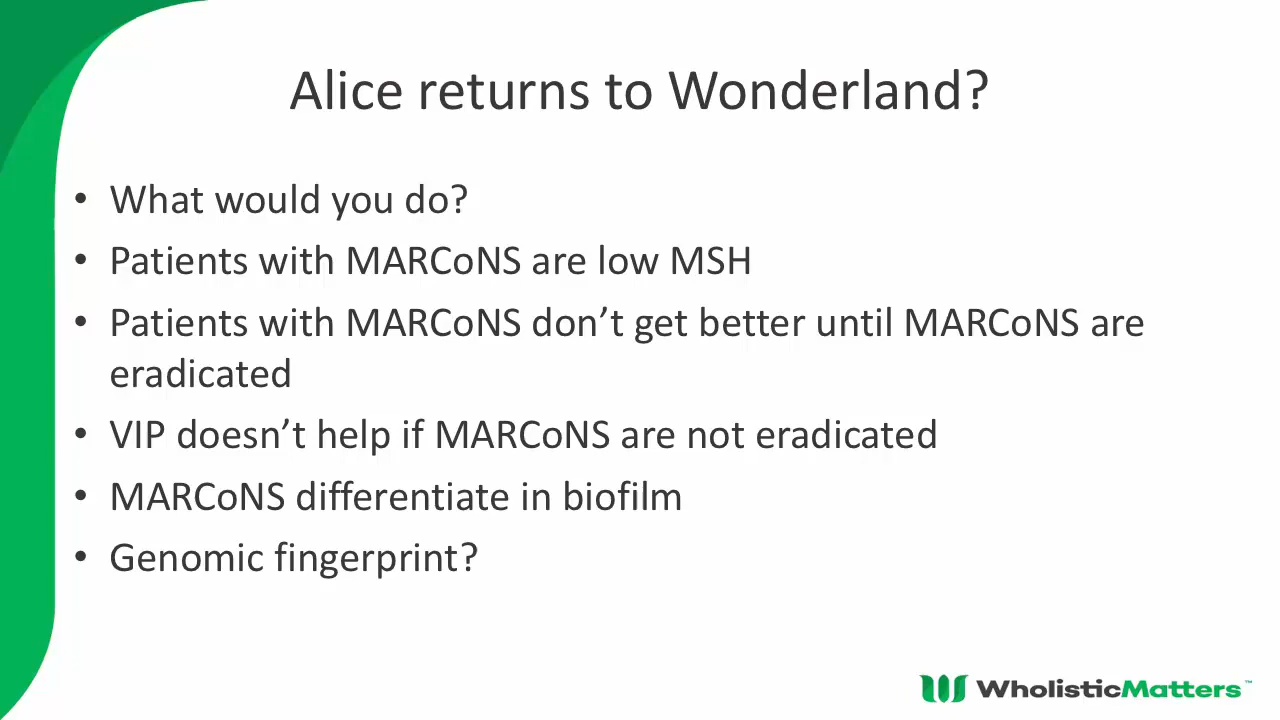 Alice returns to Wonderland?
• What would you do?
• Patients with MARCoNS are low MSH
• Patients with MARCoNS don’t get better until MARCoNS are
eradicated
• VIP doesn’t help if MARCoNS are not eradicated
• MARCoNS differentiate in biofilm
• Genomic fingerprint?
WholisticMatters™